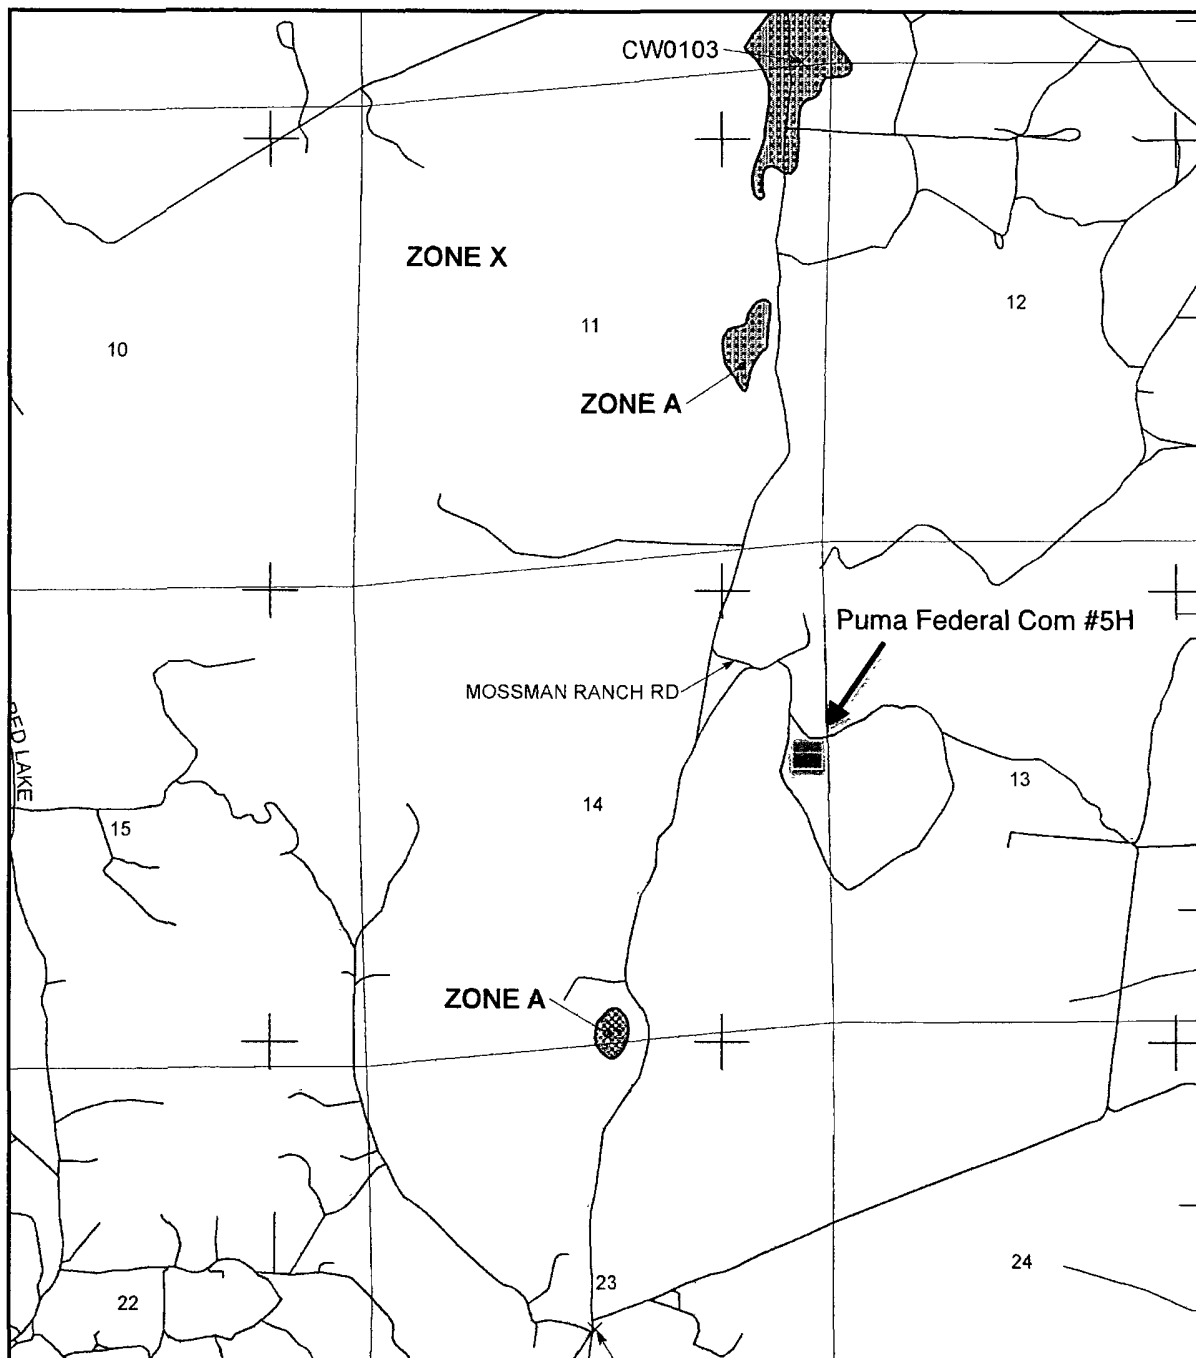 CW0103
ZONE X
10
11
12
ZONE A
Puma Federal Com #5H
MOSSMAN RANCH RD
RED LAKE
13
14
15
ZONE A
22
23
24